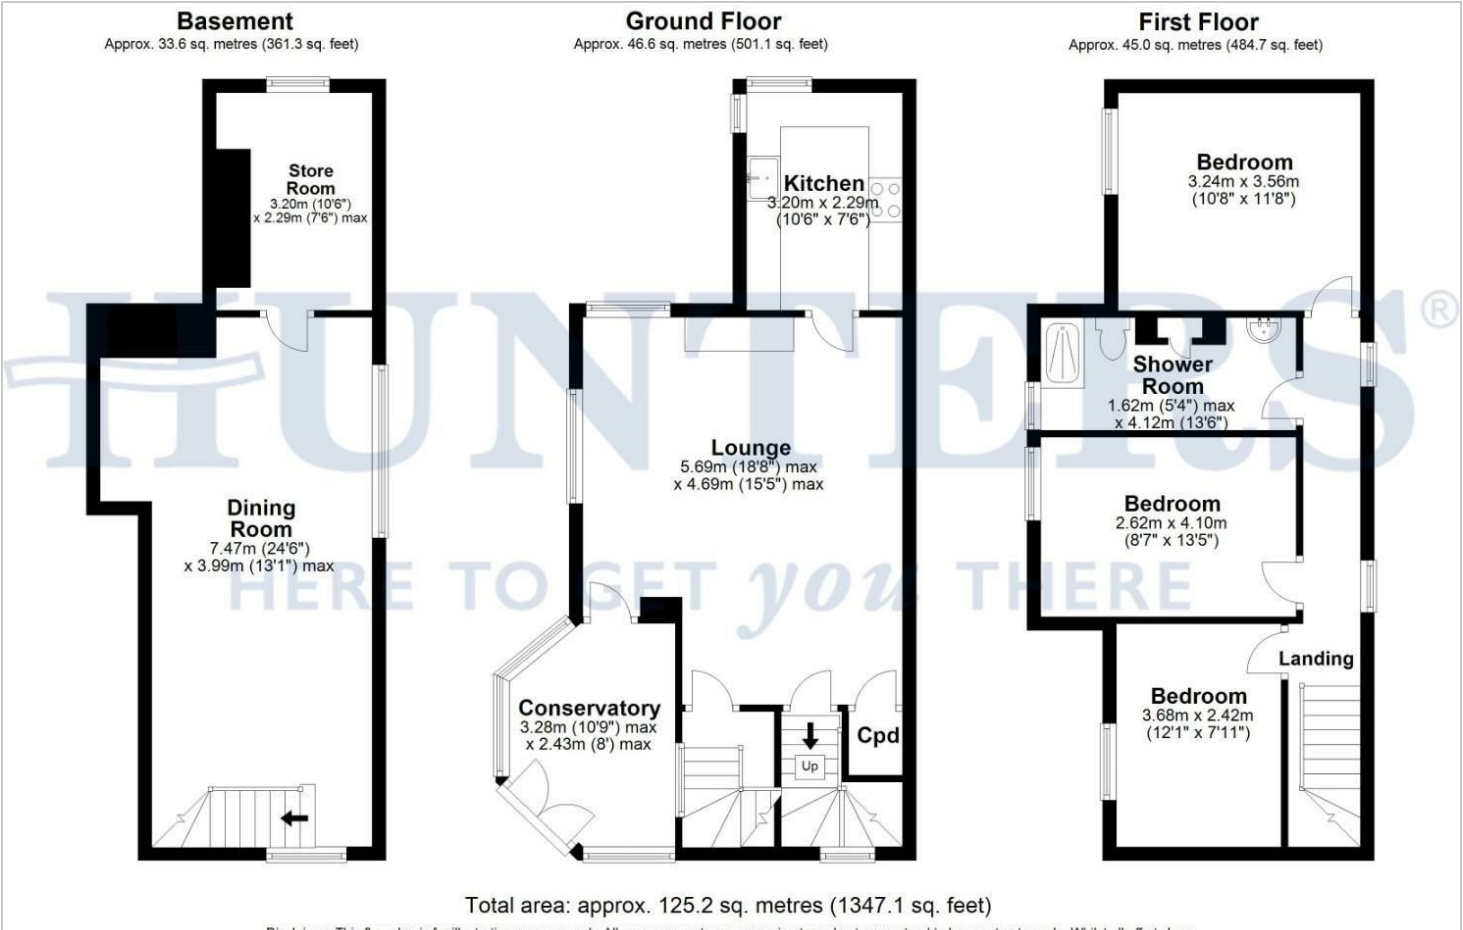 Basement
Approx. 33.6 sq. metres (361.3 sq. feet)
Store
Room
3.20m (10'6")
x 2.29m (7'6") max
Dining
Room
7.47m (24'6")
x 3.99m (13'1") max
Ground Floor
Approx. 46.6 sq. metres (501.1 sq. feet)
Kitchen
3.20m x 2.29m
(10'6" x 7'6")
Lounge
5.69m (18'8") max
x 4.69m (15'5") max
Conservatory
3.28m (10'9") max
x 2.43m (8') max
Cpd
Up
First Floor
Approx. 45.0 sq. metres (484.7 sq. feet)
Bedroom
3.24m x 3.56m
(10'8" x 11'8")
Shower
Room
1.62m (5'4") max
x 4.12m (13'6")
Bedroom
2.62m x 4.10m
(8'7" x 13'5")
Landing
Bedroom
3.68m x 2.42m
(12'1" x 7'11")
HUNTERS®
HERE TO GET you THERE
Total area: approx. 125.2 sq. metres (1347.1 sq. feet)